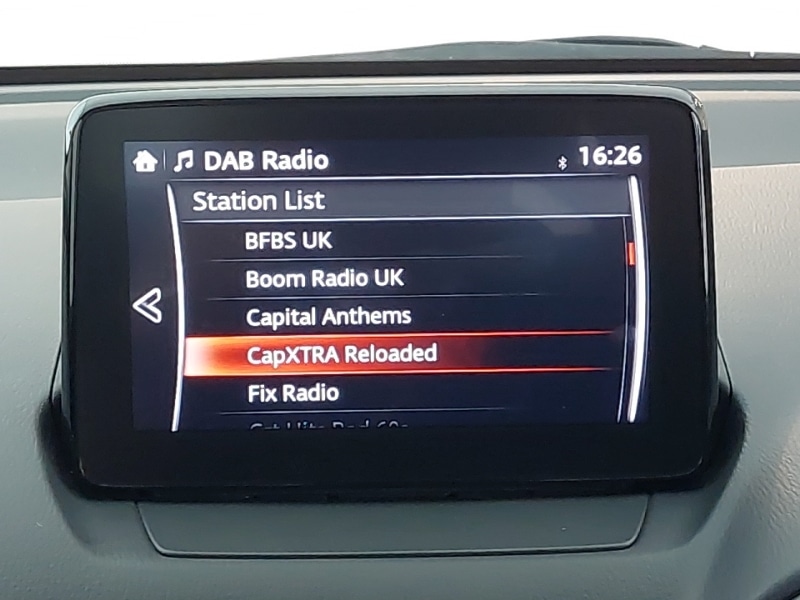 DAB Radio 16:26
Station List
BFBS UK
Boom Radio UK
Capital Anthems
CapXTRA Reloaded
Fix Radio